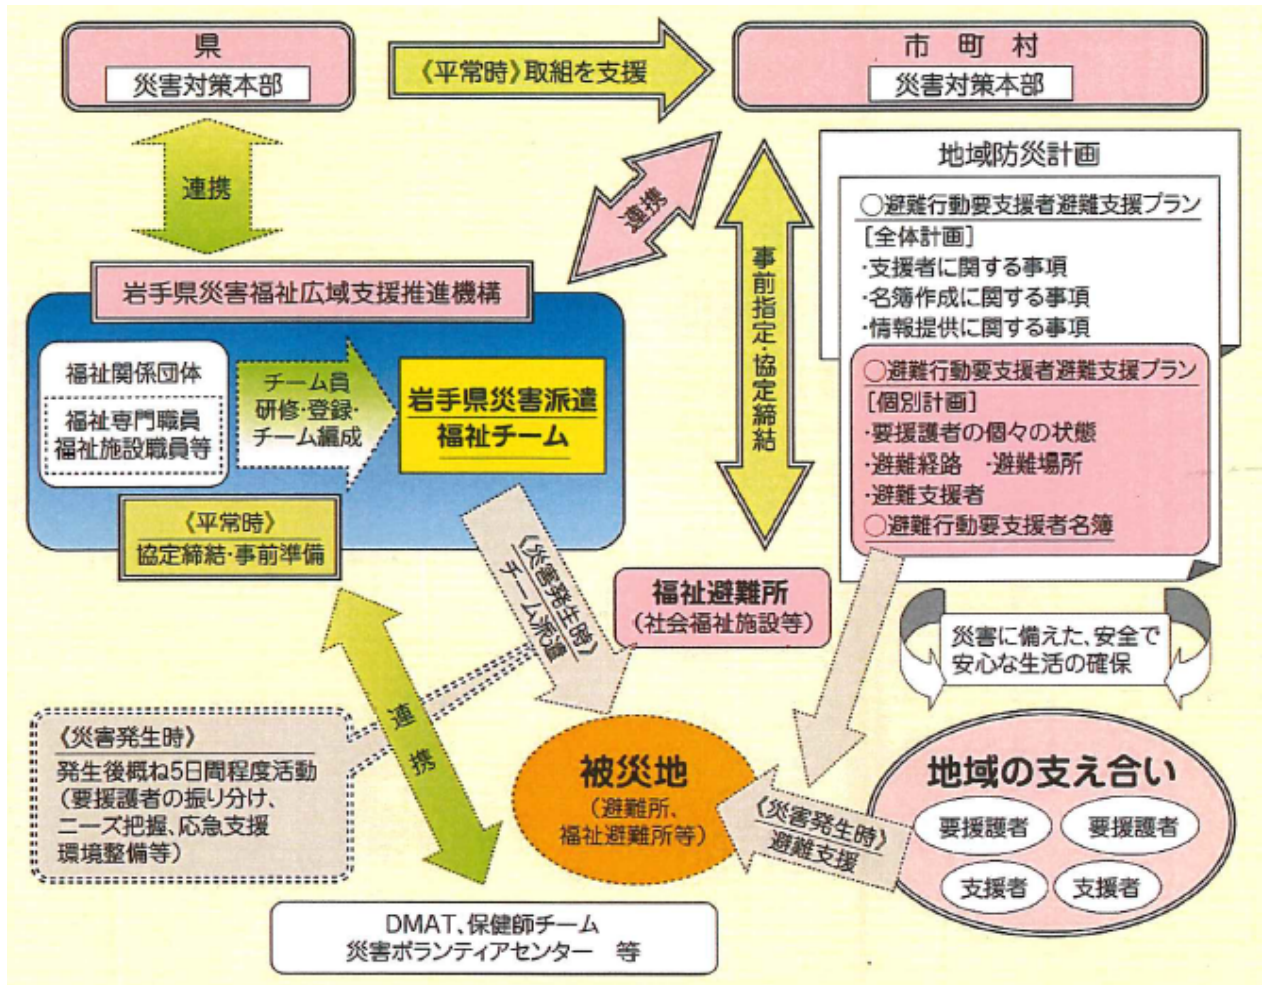 県
災害対策本部
《平常時》取組を支援
市町村
災害対策本部
連携
連携
事前指定・協定締結
地域防災計画
○避難行動要支援者避難支援プラン
[全体計画]
・支援者に関する事項
・名簿作成に関する事項
・情報提供に関する事項
○避難行動要支援者避難支援プラン
[個別計画]
・要援護者の個々の状態
・避難経路 ・避難場所
・避難支援者
○避難行動要支援者名簿
岩手県災害福祉広域支援推進機構
福祉関係団体
福祉専門職員
福祉施設職員等
チーム員
研修・登録・
チーム編成
岩手県災害派遣
福祉チーム
《平常時》
協定締結・事前準備
《災害発生時》
チーム派遣
福祉避難所
(社会福祉施設等)
災害に備えた、安全で
安心な生活の確保
《災害発生時》
発生後概ね5日間程度活動
(要援護者の振り分け、
ニーズ把握、応急支援
環境整備等)
連携
被災地
(避難所、
福祉避難所等)
《災害発生時》
避難支援
地域の支え合い
要援護者
要援護者
支援者
支援者
DMAT、保健師チーム
災害ボランティアセンター 等